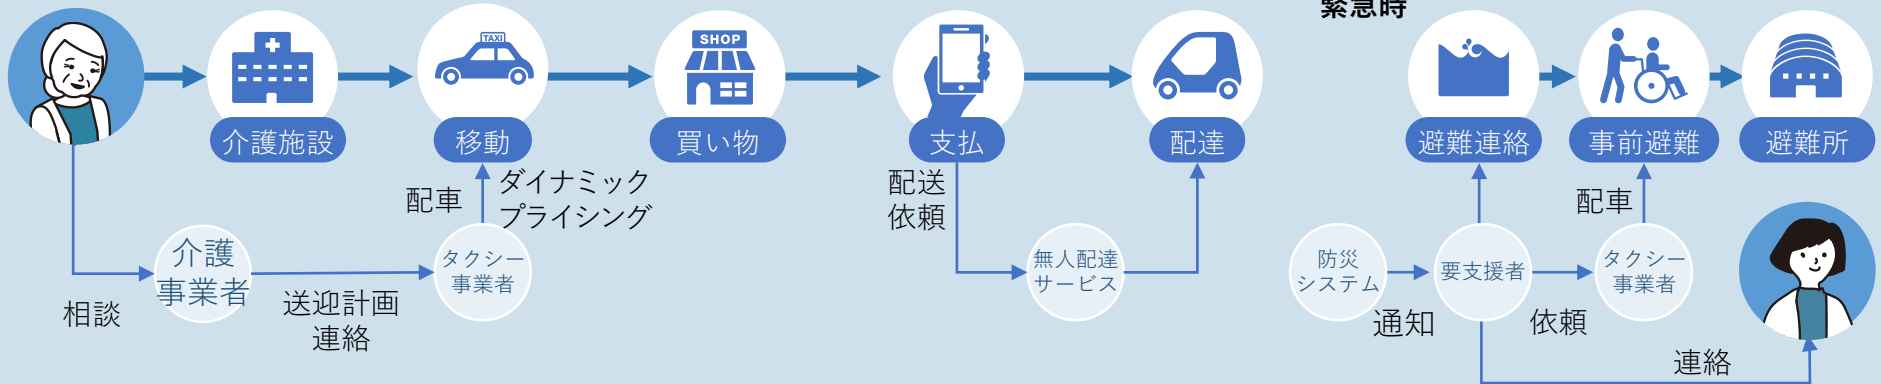 緊急時
TAXI
SHOP
介護施設
移動
買い物
支払
配達
避難連絡
事前避難
避難所
配車
ダイナミック
プライシング
配送
依頼
配車
介護
事業者
タクシー
事業者
無人配達
サービス
防災
システム
要支援者
タクシー
事業者
相談
送迎計画
連絡
通知
依頼
連絡